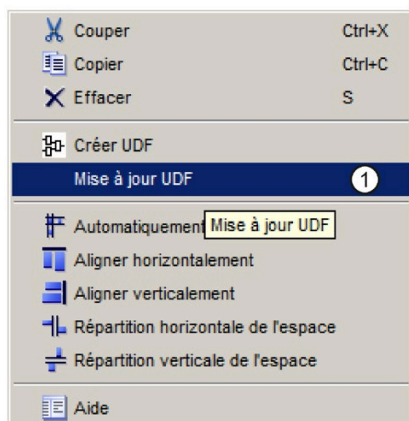 Couper Ctrl+X
Copier Ctrl+C
Effacer S
Créer UDF
Mise à jour UDF 1
Automatiquement Mise à jour UDF
Aligner horizontalement
Aligner verticalement
Répartition horizontale de l'espace
Répartition verticale de l'espace
Aide